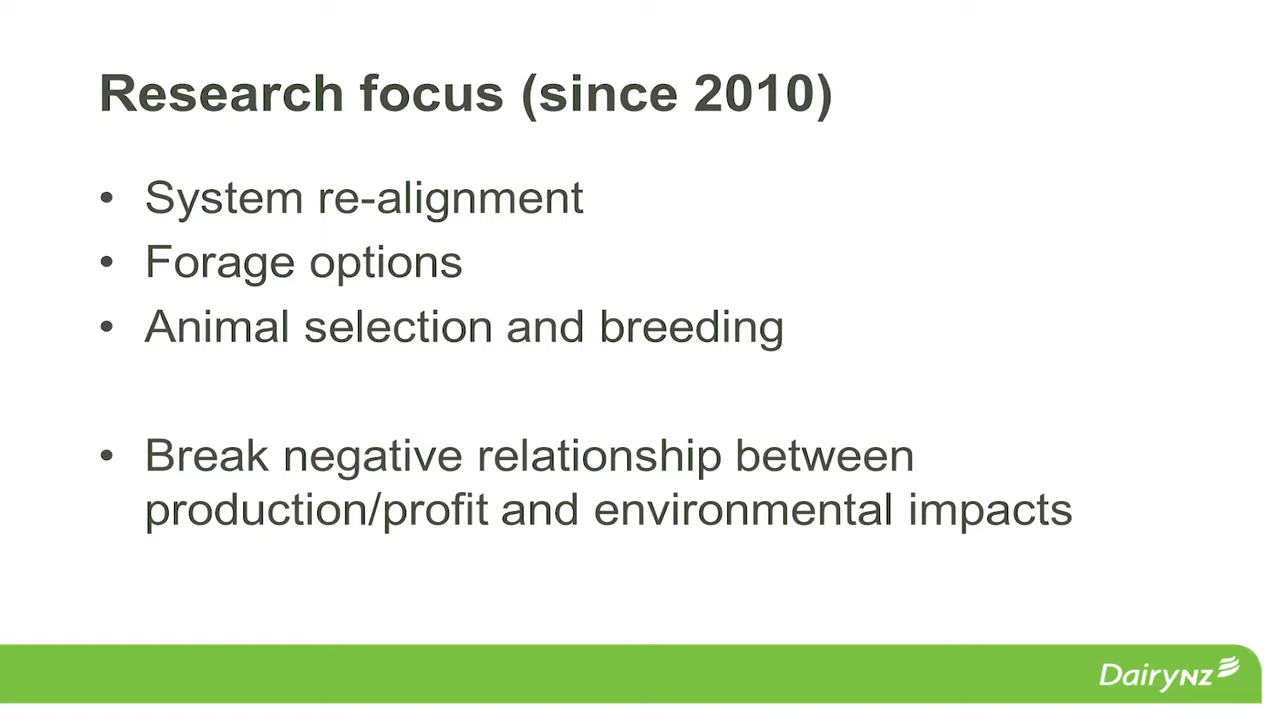 Research focus (since 2010)
• System re-alignment
• Forage options
• Animal selection and breeding
• Break negative relationship between
production/profit and environmental impacts
DairyNZ